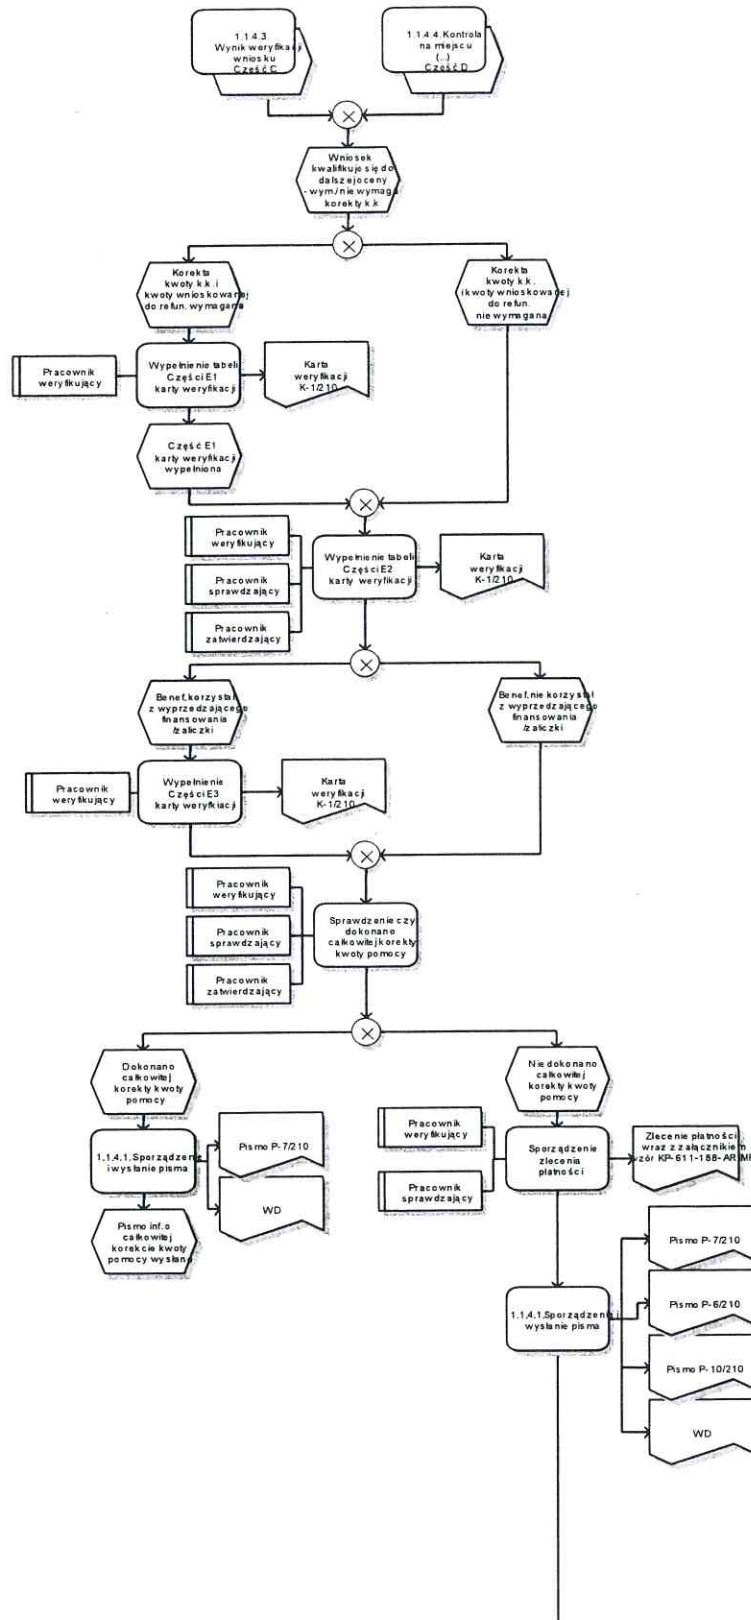 1.1.4.3
Wynik weryfikacji
wniosku
Część C
1.1.4.4.Kontrola
na miejscu
(...)
Część D
Wniosek
kwalifikuje się do
dalszej oceny
- wym./nie wymaga
korekty k.k
Korekta
kwoty k.k. i
kwoty wnioskowanej
do refun. wymagana
Korekta
kwoty k.k.
i kwoty wnioskowanej
do refun.
nie wymagana
Pracownik
weryfikujący
Wypełnienie tabeli
Części E1
karty weryfikacji
Karta
weryfikacji
K-1/210
Część E1
karty weryfikacji
wypełniona
Pracownik
weryfikujący
Pracownik
sprawdzający
Pracownik
zatwierdzający
Wypełnienie tabeli
Części E2
karty weryfikacji
Karta
weryfikacji
K-1/210
Benef. korzystał
z wyprzedzającego
finansowania
/zaliczki
Benef. nie korzystał
z wyprzedzającego
finansowania
/zaliczki
Pracownik
weryfikujący
Wypełnienie
Części E3
karty weryfkiacji
Karta
weryfikacji
K-1/210
Pracownik
weryfikujący
Pracownik
sprawdzający
Pracownik
zatwierdzający
Sprawdzenie czy
dokonano
całkowitej korekty
kwoty pomocy
Dokonano
całkowitej
korekty kwoty
pomocy
Nie dokonano
całkowitej
korekty kwoty
pomocy
1.1.4.1.Sporządzenie
i wysłanie pisma
Pismo P-7/210
WD
Pismo inf. o
całkowitej
korekcie kwoty
pomocy wysłano
Pracownik
weryfikujący
Pracownik
sprawdzający
Sporządzenie
zlecenia
płatności
Zlecenie płatności
wraz z załącznikiem
wzór KP-611-188-ARiMR
1.1.4.1.Sporządzenie i
wysłanie pisma
Pismo P-7/210
Pismo P-6/210
Pismo P-10/210
WD